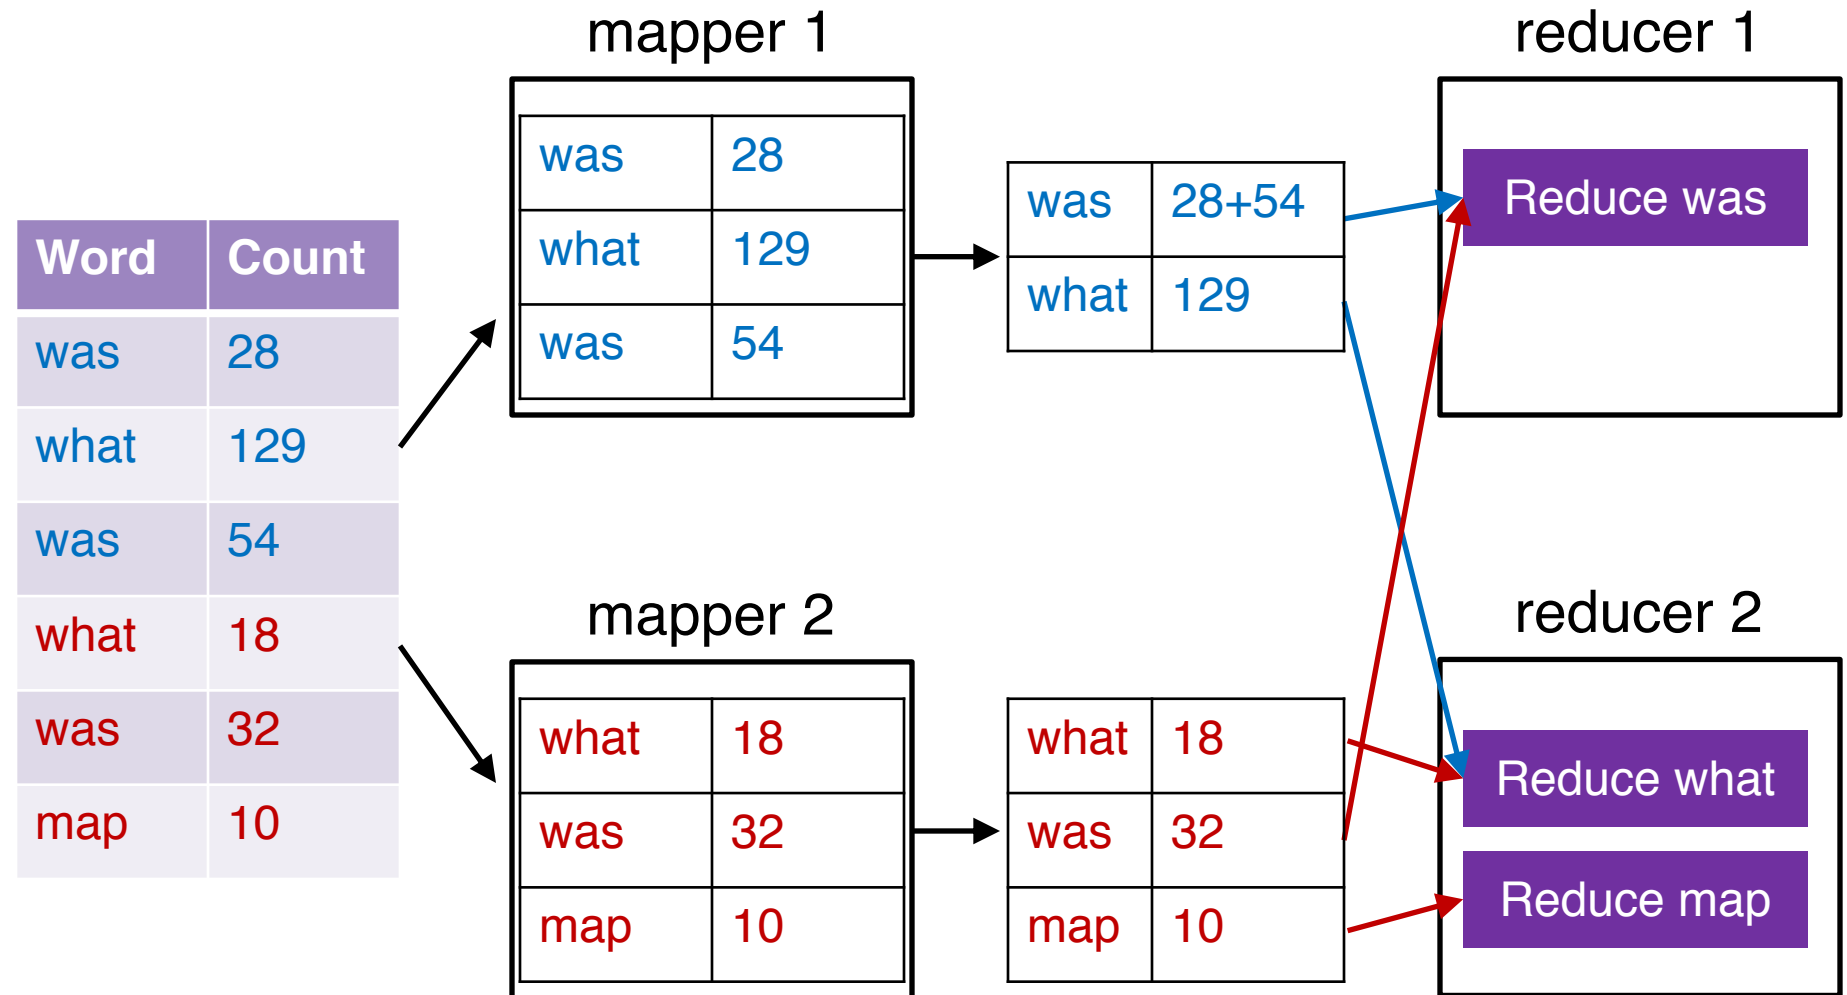 mapper 1
reducer 1
was 28
what 129
was 54
was 28+54
what 129
Reduce was
Word Count
was 28
what 129
was 54
what 18
was 32
map 10
mapper 2
reducer 2
what 18
was 32
map 10
what 18
was 32
map 10
Reduce what
Reduce map